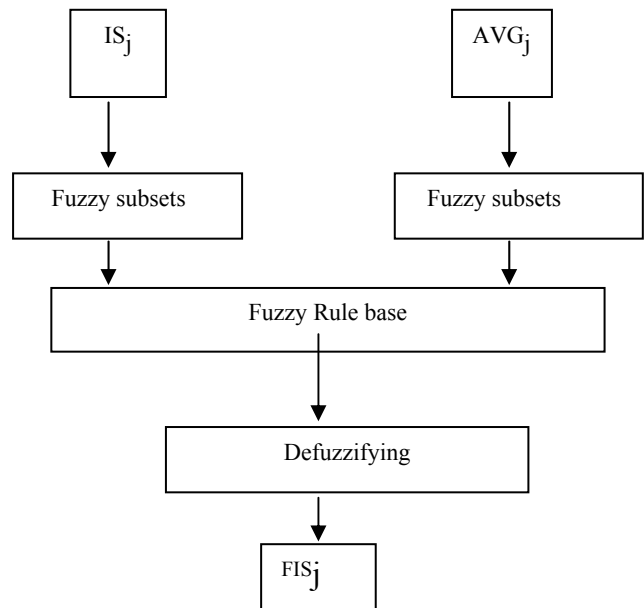 ISj
AVGj
Fuzzy subsets
Fuzzy subsets
Fuzzy Rule base
Defuzzifying
FISj